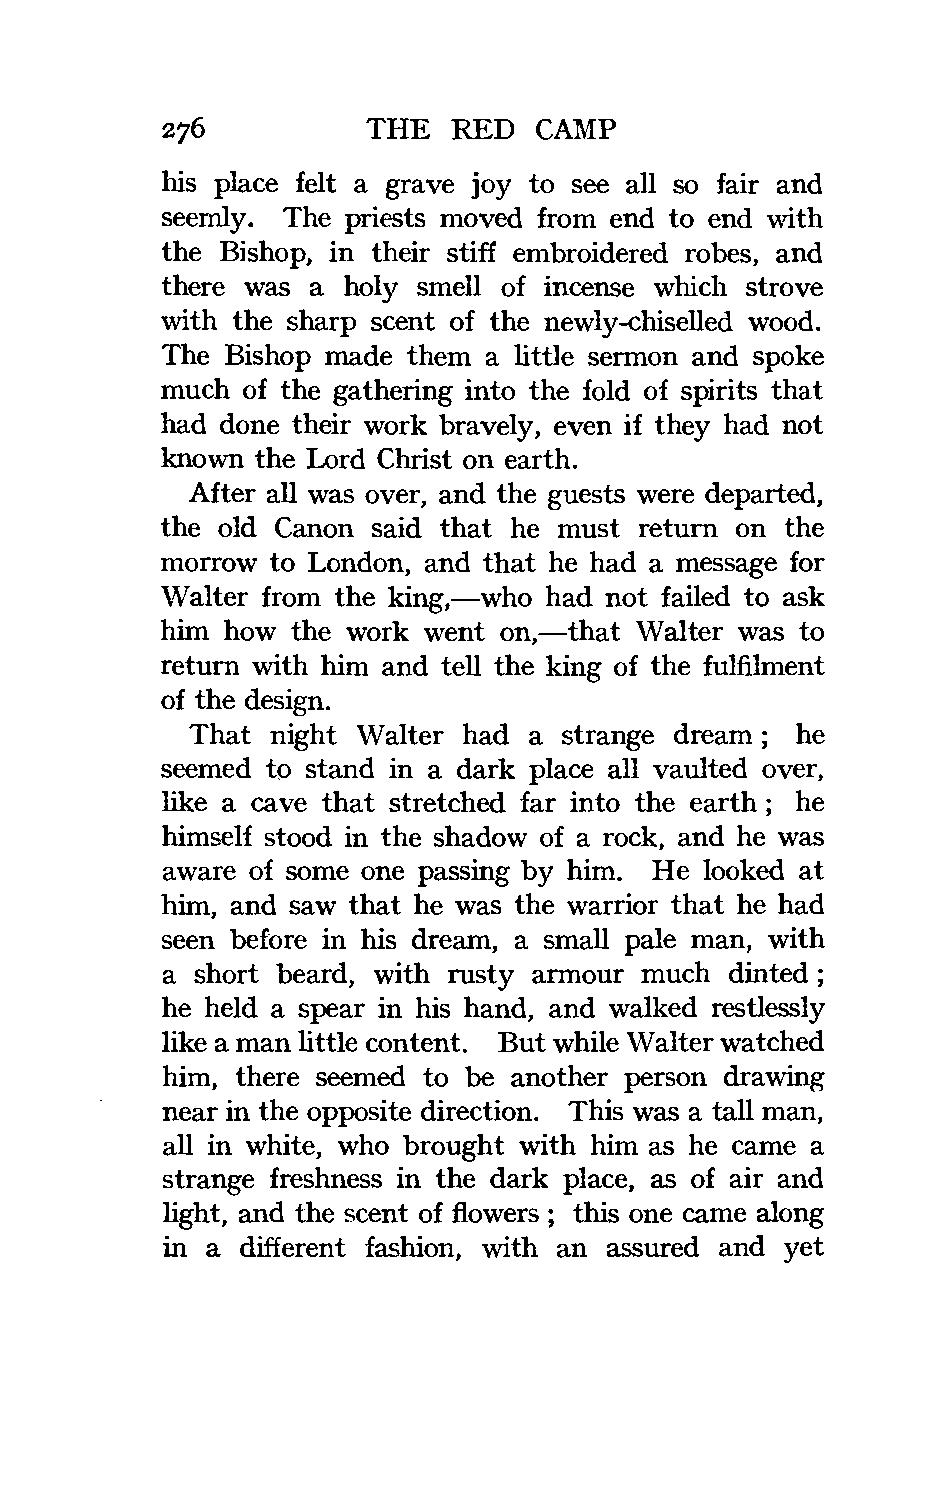 276 THE RED CAMP
his place felt a grave joy to see all so fair and
seemly. The priests moved from end to end with
the Bishop, in their stiff embroidered robes, and
there was a holy smell of incense which strove
with the sharp scent of the newly-chiselled wood.
The Bishop made them a little sermon and spoke
much of the gathering into the fold of spirits that
had done their work bravely, even if they had not
known the Lord Christ on earth.
After all was over, and the guests were departed,
the old Canon said that he must return on the
morrow to London, and that he had a message for
Walter from the king,—who had not failed to ask
him how the work went on,—that Walter was to
return with him and tell the king of the fulfilment
of the design.
That night Walter had a strange dream ; he
seemed to stand in a dark place all vaulted over,
like a cave that stretched far into the earth ; he
himself stood in the shadow of a rock, and he was
aware of some one passing by him. He looked at
him, and saw that he was the warrior that he had
seen before in his dream, a small pale man, with
a short beard, with rusty armour much dinted ;
he held a spear in his hand, and walked restlessly
like a man little content. But while Walter watched
him, there seemed to be another person drawing
near in the opposite direction. This was a tall man,
all in white, who brought with him as he came a
strange freshness in the dark place, as of air and
light, and the scent of flowers ; this one came along
in a different fashion, with an assured and yet